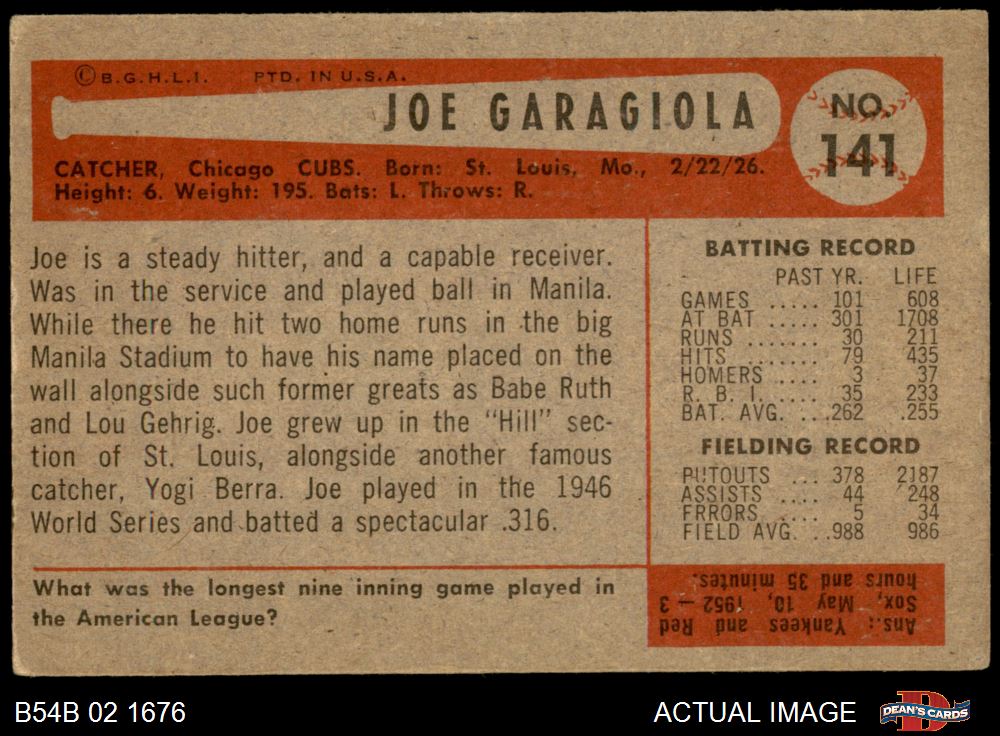 © B.G.H.L.I. PTD. IN U.S.A.
JOE GARAGIOLA
NO.
141
CATCHER, Chicago CUBS. Born: St. Louis, Mo., 2/22/26.
Height: 6. Weight: 195. Bats: L. Throws: R.
Joe is a steady hitter, and a capable receiver.
Was in the service and played ball in Manila.
While there he hit two home runs in the big
Manila Stadium to have his name placed on the
wall alongside such former greats as Babe Ruth
and Lou Gehrig. Joe grew up in the "Hill" sec-
tion of St. Louis, alongside another famous
catcher, Yogi Berra. Joe played in the 1946
World Series and batted a spectacular .316.
BATTING RECORD
PAST YR. LIFE
GAMES ..... 101 608
AT BAT ..... 301 1708
RUNS ....... 30 211
HITS ....... 79 435
HOMERS .... 3 37
R. B. I. .... 35 233
BAT. AVG. ...262 .255
FIELDING RECORD
PUTOUTS ... 378 2187
ASSISTS .... 44 248
ERRORS .... 5 34
FIELD AVG. ..988 986
What was the longest nine inning game played in
the American League?
Ans.: Yankees and Red
Sox, May 10, 1952 — 3
hours and 35 minutes.
B54B 02 1676
ACTUAL IMAGE
D
DEAN'S CARDS